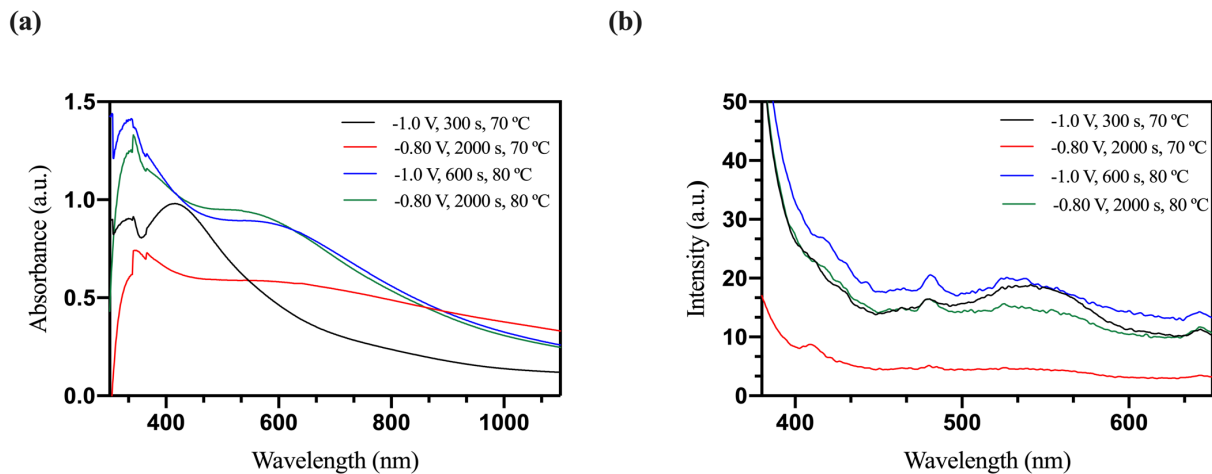 (a)
(b)
1.5
1.0
0.5
0.0
Absorbance (a.u.)
-1.0 V, 300 s, 70 ºC
-0.80 V, 2000 s, 70 ºC
-1.0 V, 600 s, 80 ºC
-0.80 V, 2000 s, 80 ºC
400
600
800
1000
Wavelength (nm)
50
40
30
20
10
0
Intensity (a.u.)
-1.0 V, 300 s, 70 ºC
-0.80 V, 2000 s, 70 ºC
-1.0 V, 600 s, 80 ºC
-0.80 V, 2000 s, 80 ºC
400
500
600
Wavelength (nm)